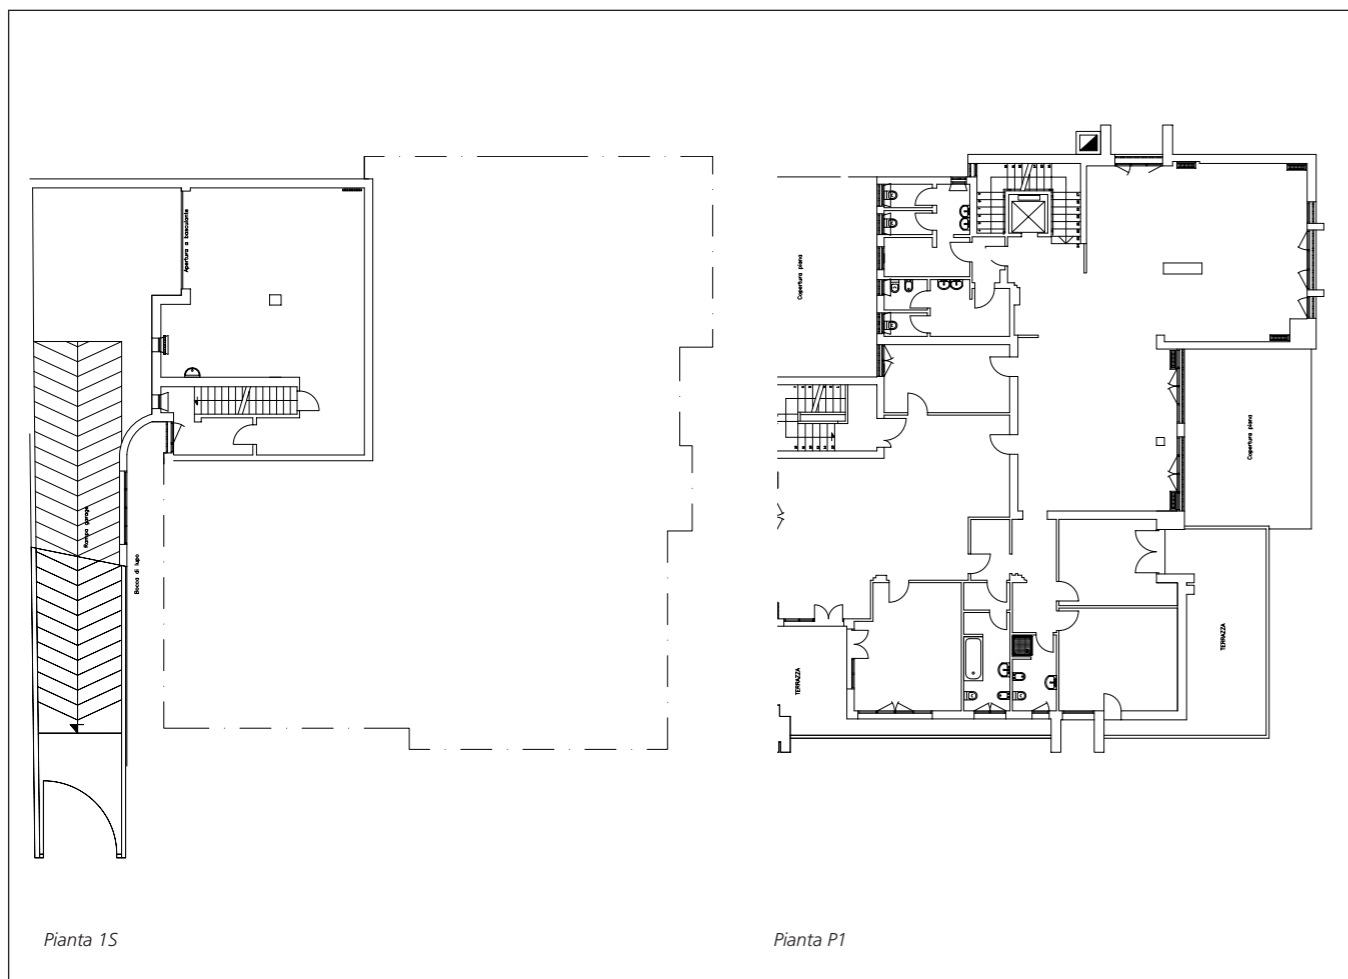 Apertura a basculante
Rampa garage
Bocca di lupo
Copertura piana
Copertura piana
TERRAZZA
TERRAZZA
Pianta 1S
Pianta P1